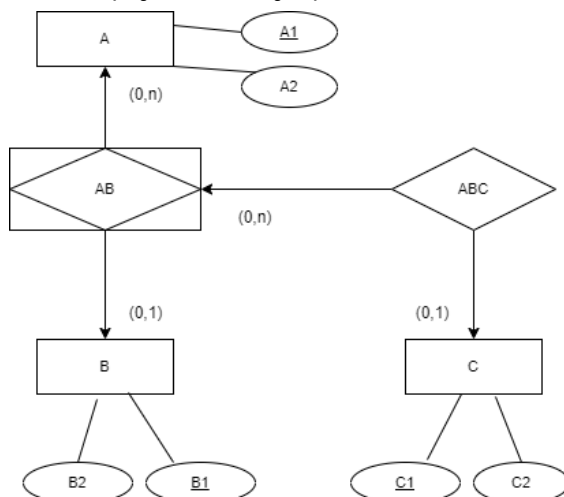 A
A1
A2
(0,n)
AB
ABC
(0,n)
(0,1)
(0,1)
B
C
B2
B1
C1
C2